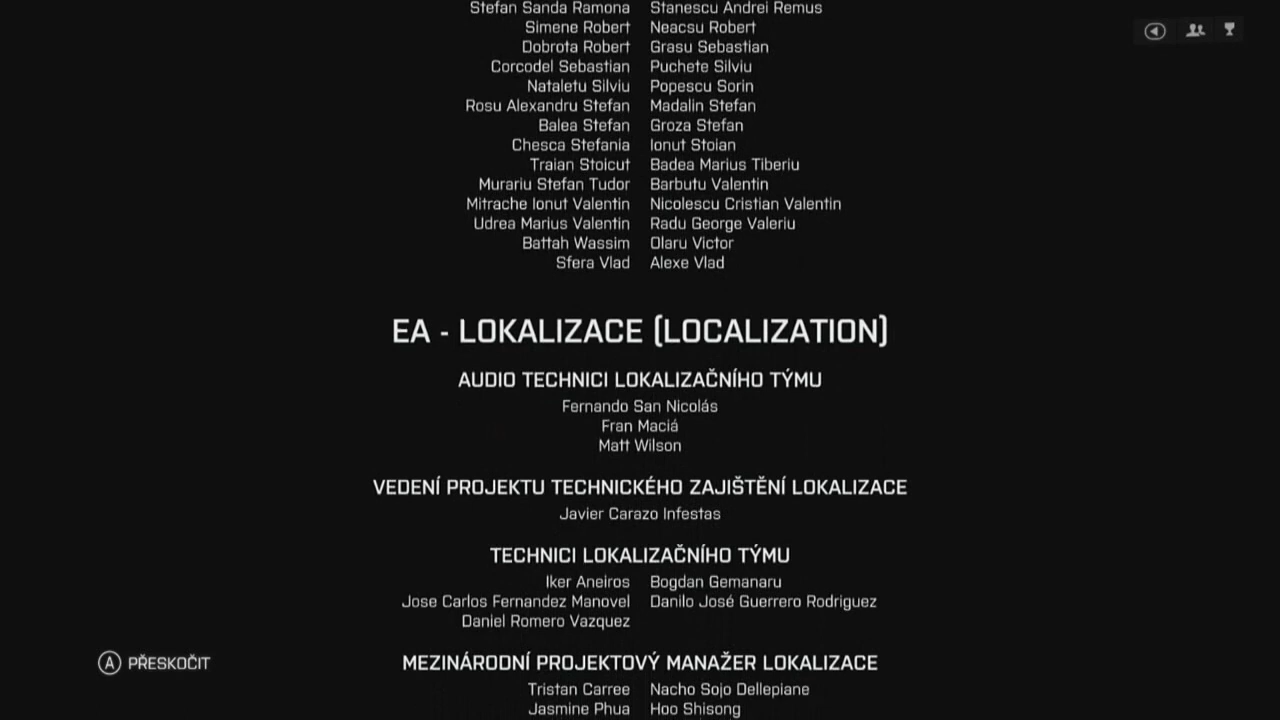 Stefan Sanda Ramona Stanescu Andrei Remus
Simene Robert Neacsu Robert
Dobrota Robert Grasu Sebastian
Corcodel Sebastian Puchete Silviu
Nataletu Silviu Popescu Sorin
Rosu Alexandru Stefan Madalin Stefan
Balea Stefan Groza Stefan
Chesca Stefania Ionut Stoian
Traian Stoicut Badea Marius Tiberiu
Murariu Stefan Tudor Barbutu Valentin
Mitrache Ionut Valentin Nicolescu Cristian Valentin
Udrea Marius Valentin Radu George Valeriu
Battah Wassim Olaru Victor
Sfera Vlad Alexe Vlad
EA - LOKALIZACE (LOCALIZATION)
AUDIO TECHNICI LOKALIZAČNÍHO TÝMU
Fernando San Nicolás
Fran Maciá
Matt Wilson
VEDENÍ PROJEKTU TECHNICKÉHO ZAJIŠTĚNÍ LOKALIZACE
Javier Carazo Infestas
TECHNICI LOKALIZAČNÍHO TÝMU
Iker Aneiros Bogdan Gemanaru
Jose Carlos Fernandez Manovel Danilo José Guerrero Rodriguez
Daniel Romero Vazquez
MEZINÁRODNÍ PROJEKTOVÝ MANAŽER LOKALIZACE
Tristan Carree Nacho Sojo Dellepiane
Jasmine Phua Hoo Shisong
A PŘESKOČIT